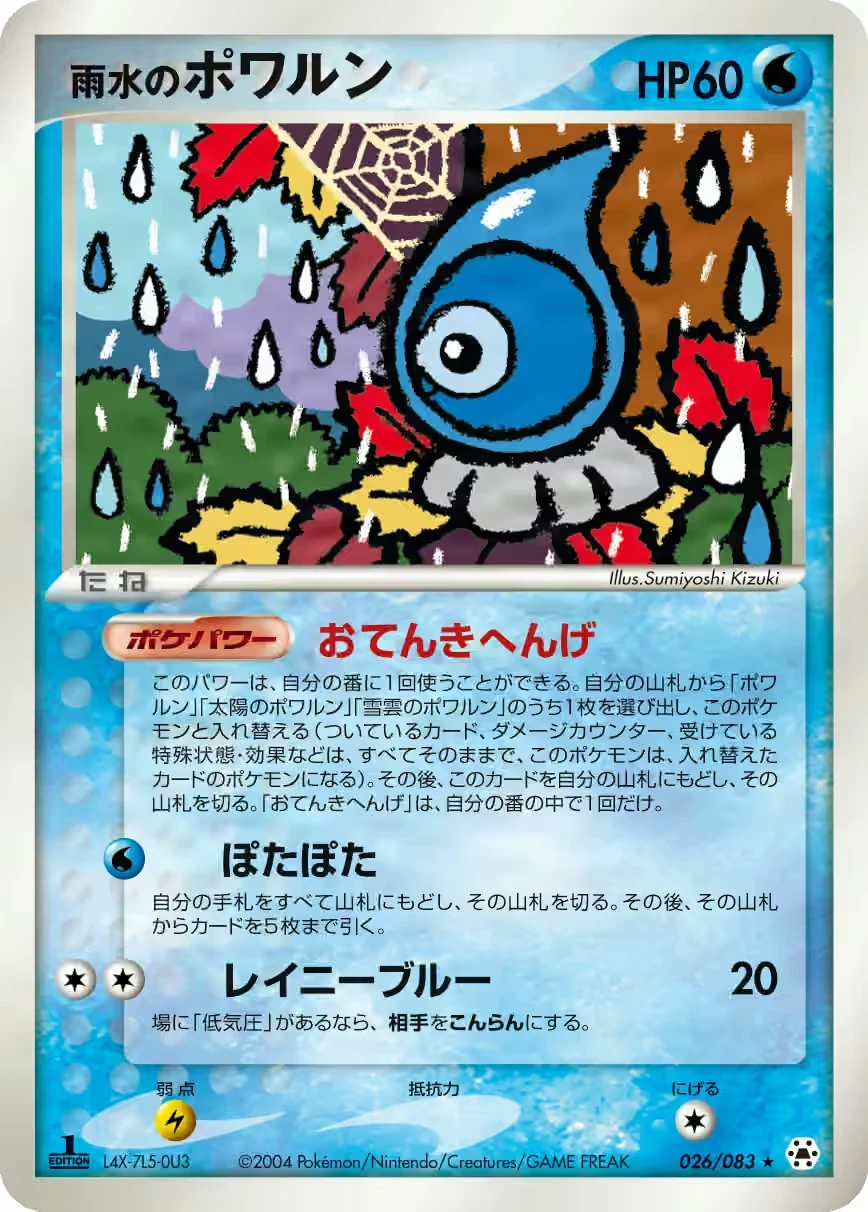 雨水のポワルン HP60
たね
Illus.Sumiyoshi Kizuki
ポケパワー おてんきへんげ
このパワーは、自分の番に1回使うことができる。自分の山札から「ポワ
ルン」「太陽のポワルン」「雪雲のポワルン」のうち1枚を選び出し、このポケ
モンと入れ替える(ついているカード、ダメージカウンター、受けている
特殊状態・効果などは、すべてそのままで、このポケモンは、入れ替えた
カードのポケモンになる)。その後、このカードを自分の山札にもどし、その
山札を切る。「おてんきへんげ」は、自分の番の中で1回だけ。
ぽたぽた
自分の手札をすべて山札にもどし、その山札を切る。その後、その山札
からカードを5枚まで引く。
レイニーブルー 20
場に「低気圧」があるなら、相手をこんらんにする。
弱点 抵抗力 にげる
1 EDITION L4X-7L5-0U3 ©2004 Pokémon/Nintendo/Creatures/GAME FREAK 026/083 ★